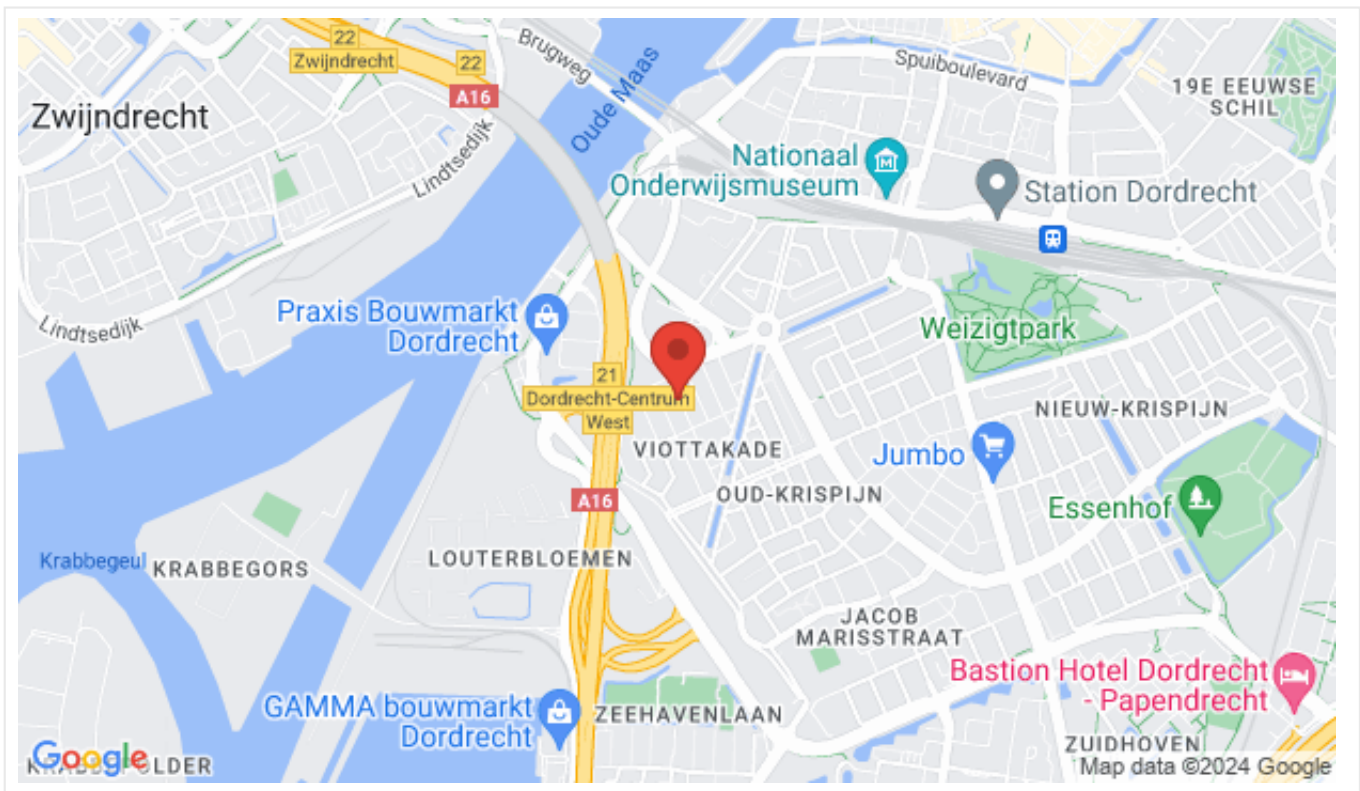 22
Zwijndrecht
22
A16
Brugweg
Oude Maas
Spuiboulevard
19E EEUWSE
SCHIL
Zwijndrecht
Lindtsedijk
Nationaal
Onderwijsmuseum
Station Dordrecht
Lindtsedijk
Praxis Bouwmarkt
Dordrecht
Weizigtpark
21
Dordrecht-Centrum
West
NIEUW-KRISPIJN
VIOTTAKADE
Jumbo
OUD-KRISPIJN
A16
Essenhof
Krabbegeul
KRABBEGORS
LOUTERBLOEMEN
JACOB
MARISSTRAAT
Bastion Hotel Dordrecht
- Papendrecht
GAMMA bouwmarkt
Dordrecht
ZEEHAVENLAAN
ZUIDHOVEN
Google
Map data ©2024 Google